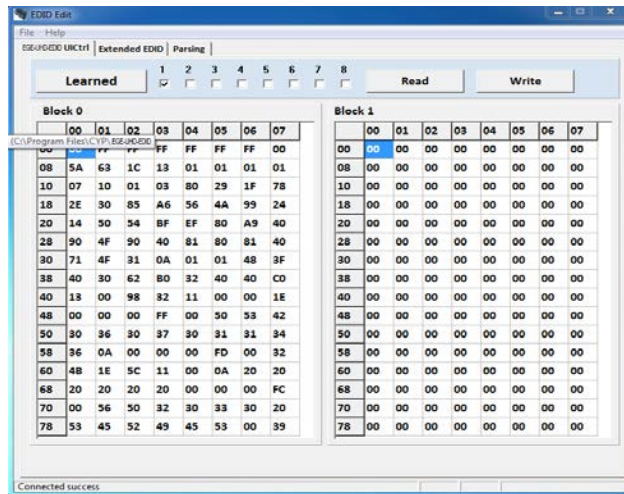 EDID Edit
File Help
EGE-UHD-EDID UICtrl Extended EDID Parsing
Learned 1 2 3 4 5 6 7 8 Read Write
Block 0
00 01 02 03 04 05 06 07
(C:\Program Files\CYP\EGE-UHD-EDID
00 00 FF FF FF FF FF FF 00
08 5A 63 1C 13 01 01 01 01
10 07 10 01 03 80 29 1F 78
18 2E 30 85 A6 56 4A 99 24
20 14 50 54 BF EF 80 A9 40
28 90 4F 90 40 81 80 81 40
30 71 4F 31 0A 01 01 48 3F
38 40 30 62 B0 32 40 40 C0
40 13 00 98 32 11 00 00 1E
48 00 00 00 FF 00 50 53 42
50 30 36 30 37 30 31 31 34
58 36 0A 00 00 00 FD 00 32
60 4B 1E 5C 11 00 0A 20 20
68 20 20 20 20 00 00 00 FC
70 00 56 50 32 30 33 30 20
78 53 45 52 49 45 53 00 39
Block 1
00 01 02 03 04 05 06 07
00 00 00 00 00 00 00 00 00
08 00 00 00 00 00 00 00 00
10 00 00 00 00 00 00 00 00
18 00 00 00 00 00 00 00 00
20 00 00 00 00 00 00 00 00
28 00 00 00 00 00 00 00 00
30 00 00 00 00 00 00 00 00
38 00 00 00 00 00 00 00 00
40 00 00 00 00 00 00 00 00
48 00 00 00 00 00 00 00 00
50 00 00 00 00 00 00 00 00
58 00 00 00 00 00 00 00 00
60 00 00 00 00 00 00 00 00
68 00 00 00 00 00 00 00 00
70 00 00 00 00 00 00 00 00
78 00 00 00 00 00 00 00 00
Connected success